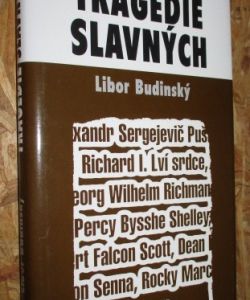 TRAGÉDIE
SLAVNÝCH
Libor Budinský
xandr Sergejevič Puš
Richard I. Lví srdce,
eorg Wilhelm Richman
Percy Bysshe Shelley,
rt Falcon Scott, Dean
on Senna, Rocky Marc